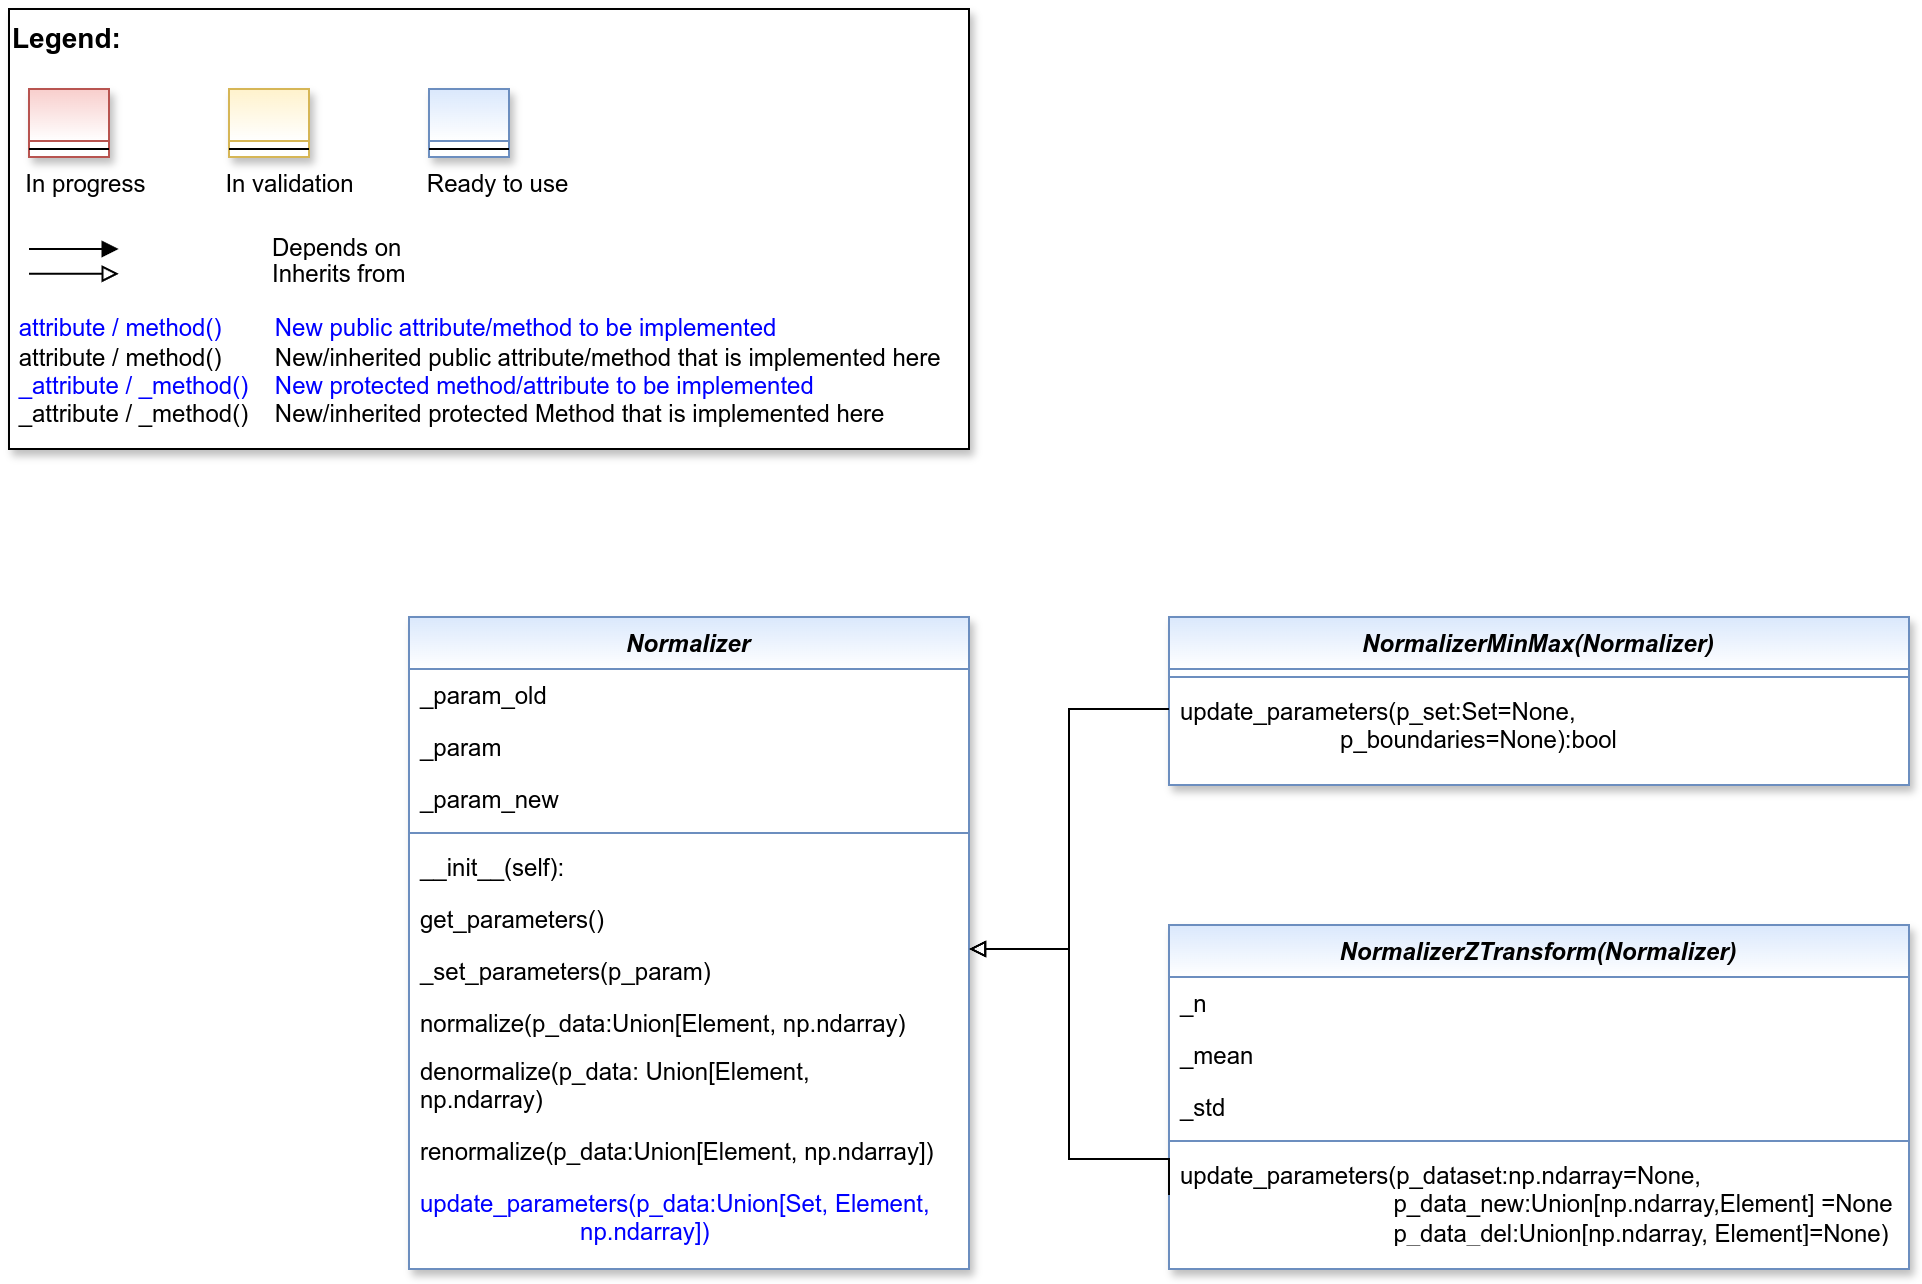 Legend:
In progress
In validation
Ready to use
Depends on
Inherits from
attribute / method() New public attribute/method to be implemented
attribute / method() New/inherited public attribute/method that is implemented here
_attribute / _method() New protected method/attribute to be implemented
_attribute / _method() New/inherited protected Method that is implemented here
Normalizer
_param_old
_param
_param_new
__init__(self):
get_parameters()
_set_parameters(p_param)
normalize(p_data:Union[Element, np.ndarray)
denormalize(p_data: Union[Element,
np.ndarray)
renormalize(p_data:Union[Element, np.ndarray])
update_parameters(p_data:Union[Set, Element,
np.ndarray])
NormalizerMinMax(Normalizer)
update_parameters(p_set:Set=None,
p_boundaries=None):bool
NormalizerZTransform(Normalizer)
_n
_mean
_std
update_parameters(p_dataset:np.ndarray=None,
p_data_new:Union[np.ndarray,Element] =None
p_data_del:Union[np.ndarray, Element]=None)